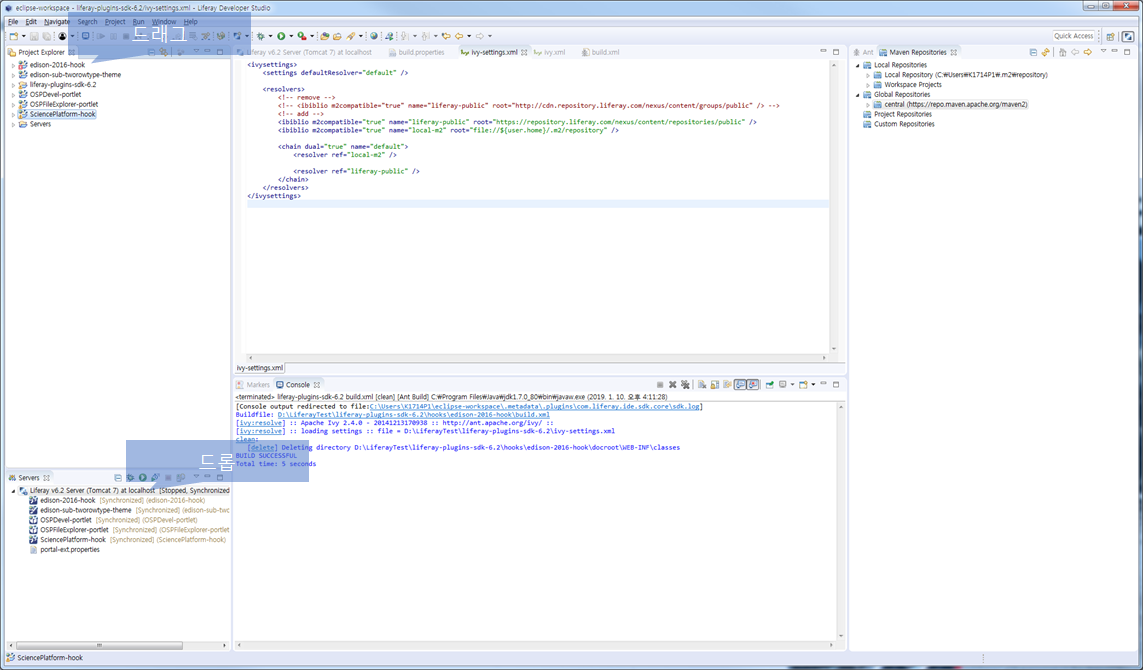 eclipse-workspace - liferay-plugins-sdk-6.2/ivy-settings.xml - Liferay Developer Studio
File Edit Navigate Search Project Run Window Help
드래그
Quick Access
Project Explorer
edison-2016-hook
edison-sub-tworowtype-theme
liferay-plugins-sdk-6.2
OSPDevel-portlet
OSPFileExplorer-portlet
SciencePlatform-hook
Servers
liferay v6.2 Server (Tomcat 7) at localhost
build.properties
ivy-settings.xml
ivy.xml
build.xml
<ivysettings>
<settings defaultResolver="default" />
<resolvers>
<!-- remove -->
<!-- <ibiblio m2compatible="true" name="liferay-public" root="http://cdn.repository.liferay.com/nexus/content/groups/public" /> -->
<!-- add -->
<ibiblio m2compatible="true" name="liferay-public" root="https://repository.liferay.com/nexus/content/repositories/public" />
<ibiblio m2compatible="true" name="local-m2" root="file://${user.home}/.m2/repository" />
<chain dual="true" name="default">
<resolver ref="local-m2" />
<resolver ref="liferay-public" />
</chain>
</resolvers>
</ivysettings>
ivy-settings.xml
Ant
Maven Repositories
Local Repositories
Local Repository (C:₩Users₩K1714P1₩.m2₩repository)
Workspace Projects
Global Repositories
central (https://repo.maven.apache.org/maven2)
Project Repositories
Custom Repositories
Markers
Console
<terminated> liferay-plugins-sdk-6.2 build.xml [clean] [Ant Build] C:₩Program Files₩Java₩jdk1.7.0_80₩bin₩javaw.exe (2019. 1. 10. 오후 4:11:28)
[Console output redirected to file:C:\Users\K1714P1\eclipse-workspace\.metadata\.plugins\com.liferay.ide.sdk.core\sdk.log]
Buildfile: D:\LiferayTest\liferay-plugins-sdk-6.2\hooks\edison-2016-hook\build.xml
[ivy:resolve] :: Apache Ivy 2.4.0 - 20141213170938 :: http://ant.apache.org/ivy/ ::
[ivy:resolve] :: loading settings :: file = D:\LiferayTest\liferay-plugins-sdk-6.2\ivy-settings.xml
clean:
[delete] Deleting directory D:\LiferayTest\liferay-plugins-sdk-6.2\hooks\edison-2016-hook\docroot\WEB-INF\classes
BUILD SUCCESSFUL
Total time: 5 seconds
드롭
Servers
Liferay v6.2 Server (Tomcat 7) at localhost [Stopped, Synchronized
edison-2016-hook [Synchronized] (edison-2016-hook)
edison-sub-tworowtype-theme [Synchronized] (edison-sub-twc
OSPDevel-portlet [Synchronized] (OSPDevel-portlet)
OSPFileExplorer-portlet [Synchronized] (OSPFileExplorer-portlet
SciencePlatform-hook [Synchronized] (SciencePlatform-hook)
portal-ext.properties
SciencePlatform-hook